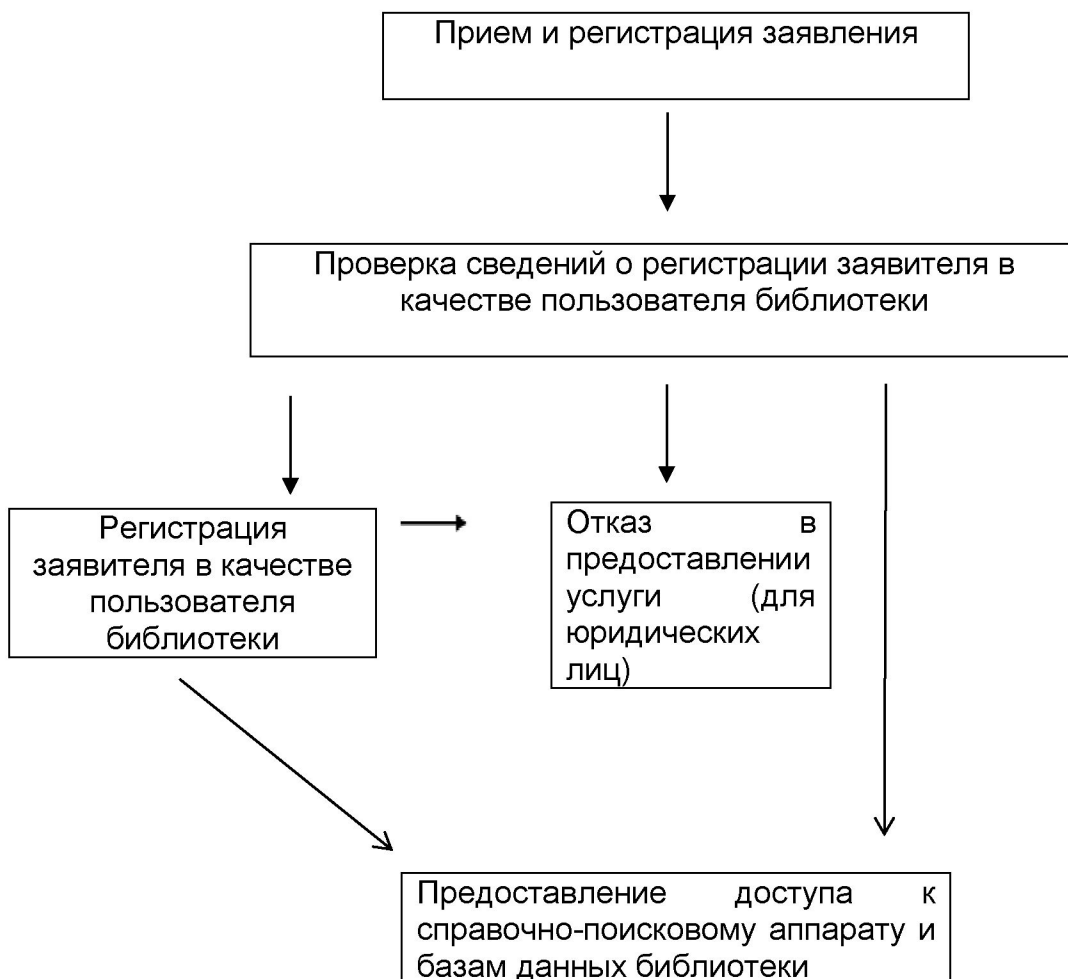 Прием и регистрация заявления
Проверка сведений о регистрации заявителя в
качестве пользователя библиотеки
Регистрация
заявителя в качестве
пользователя
библиотеки
Отказ в
предоставлении
услуги (для
юридических
лиц)
Предоставление доступа к
справочно-поисковому аппарату и
базам данных библиотеки